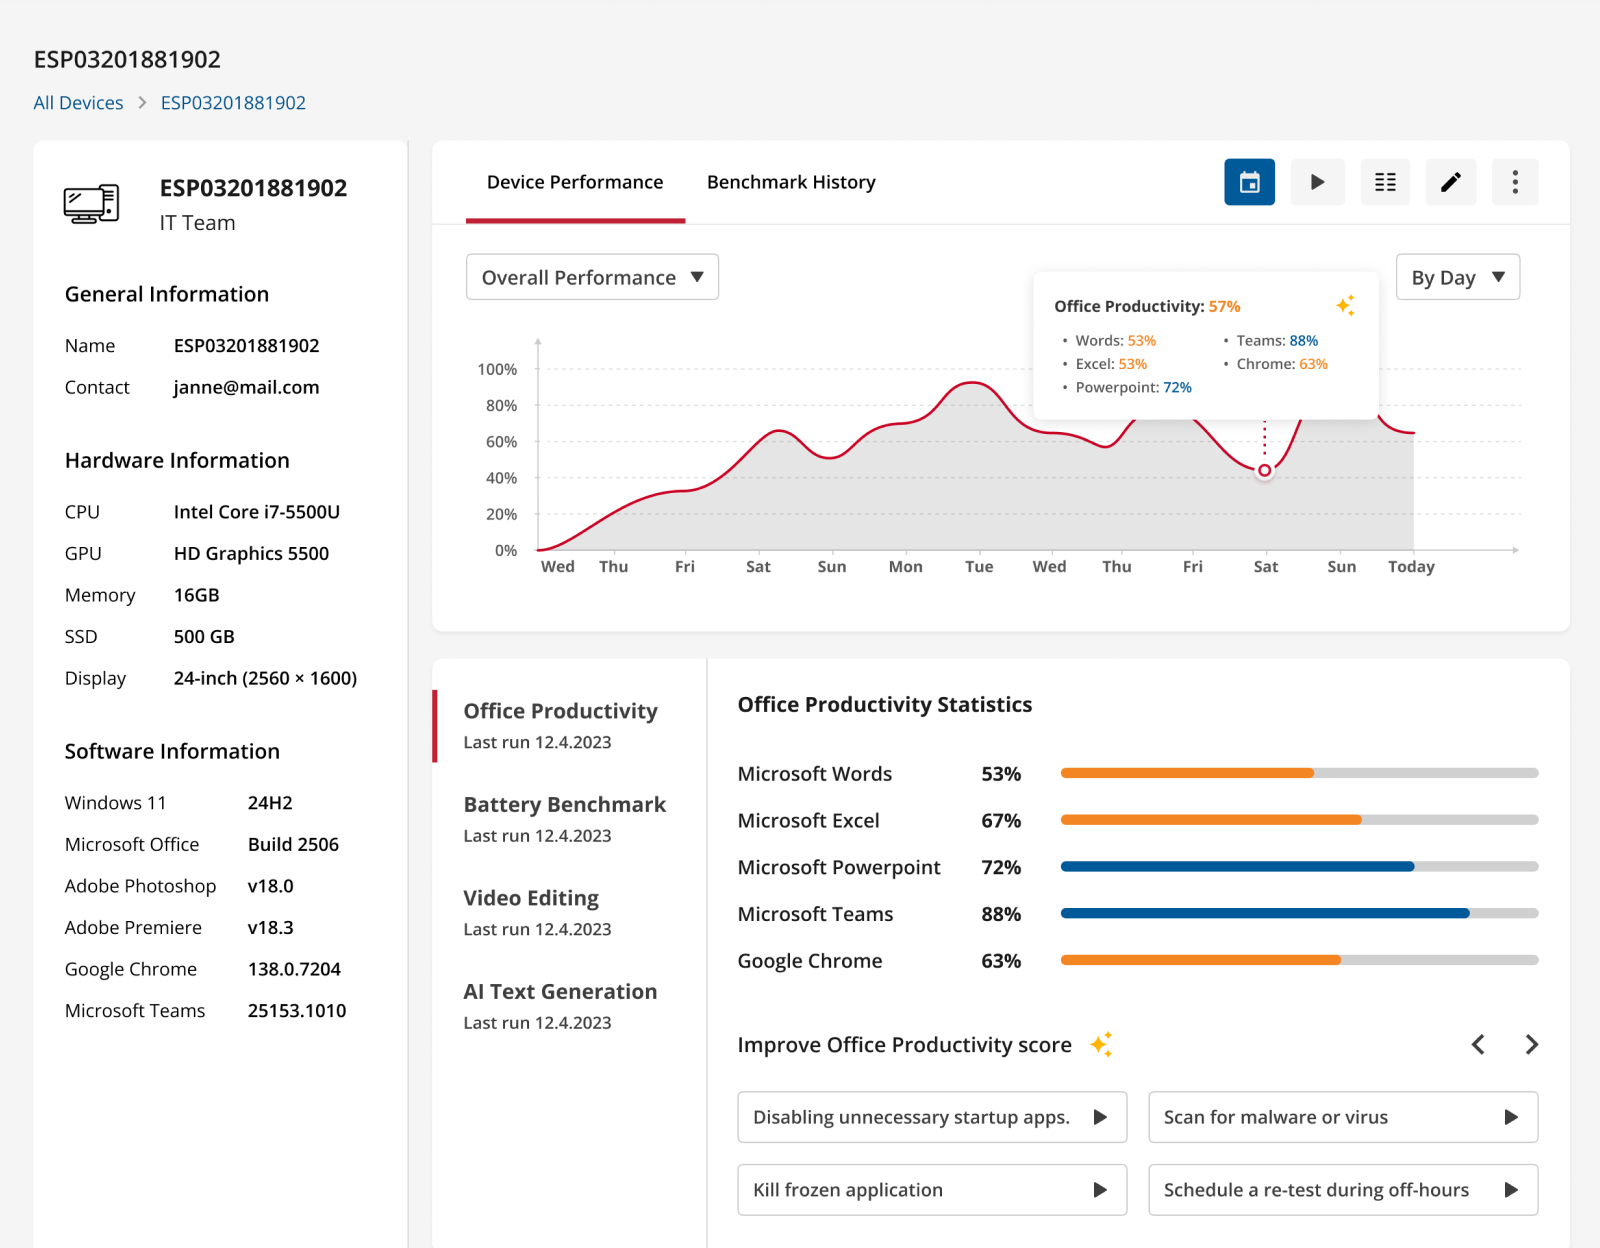 ESP03201881902
All Devices > ESP03201881902
ESP03201881902
IT Team
General Information
Name ESP03201881902
Contact janne@mail.com
Hardware Information
CPU Intel Core i7-5500U
GPU HD Graphics 5500
Memory 16GB
SSD 500 GB
Display 24-inch (2560 × 1600)
Software Information
Windows 11 24H2
Microsoft Office Build 2506
Adobe Photoshop v18.0
Adobe Premiere v18.3
Google Chrome 138.0.7204
Microsoft Teams 25153.1010
Device Performance Benchmark History
Overall Performance
By Day
Office Productivity: 57%
• Words: 53% • Teams: 88%
• Excel: 53% • Chrome: 63%
• Powerpoint: 72%
100%
80%
60%
40%
20%
0%
Wed Thu Fri Sat Sun Mon Tue Wed Thu Fri Sat Sun Today
Office Productivity
Last run 12.4.2023
Battery Benchmark
Last run 12.4.2023
Video Editing
Last run 12.4.2023
AI Text Generation
Last run 12.4.2023
Office Productivity Statistics
Microsoft Words 53%
Microsoft Excel 67%
Microsoft Powerpoint 72%
Microsoft Teams 88%
Google Chrome 63%
Improve Office Productivity score
Disabling unnecessary startup apps.
Scan for malware or virus
Kill frozen application
Schedule a re-test during off-hours